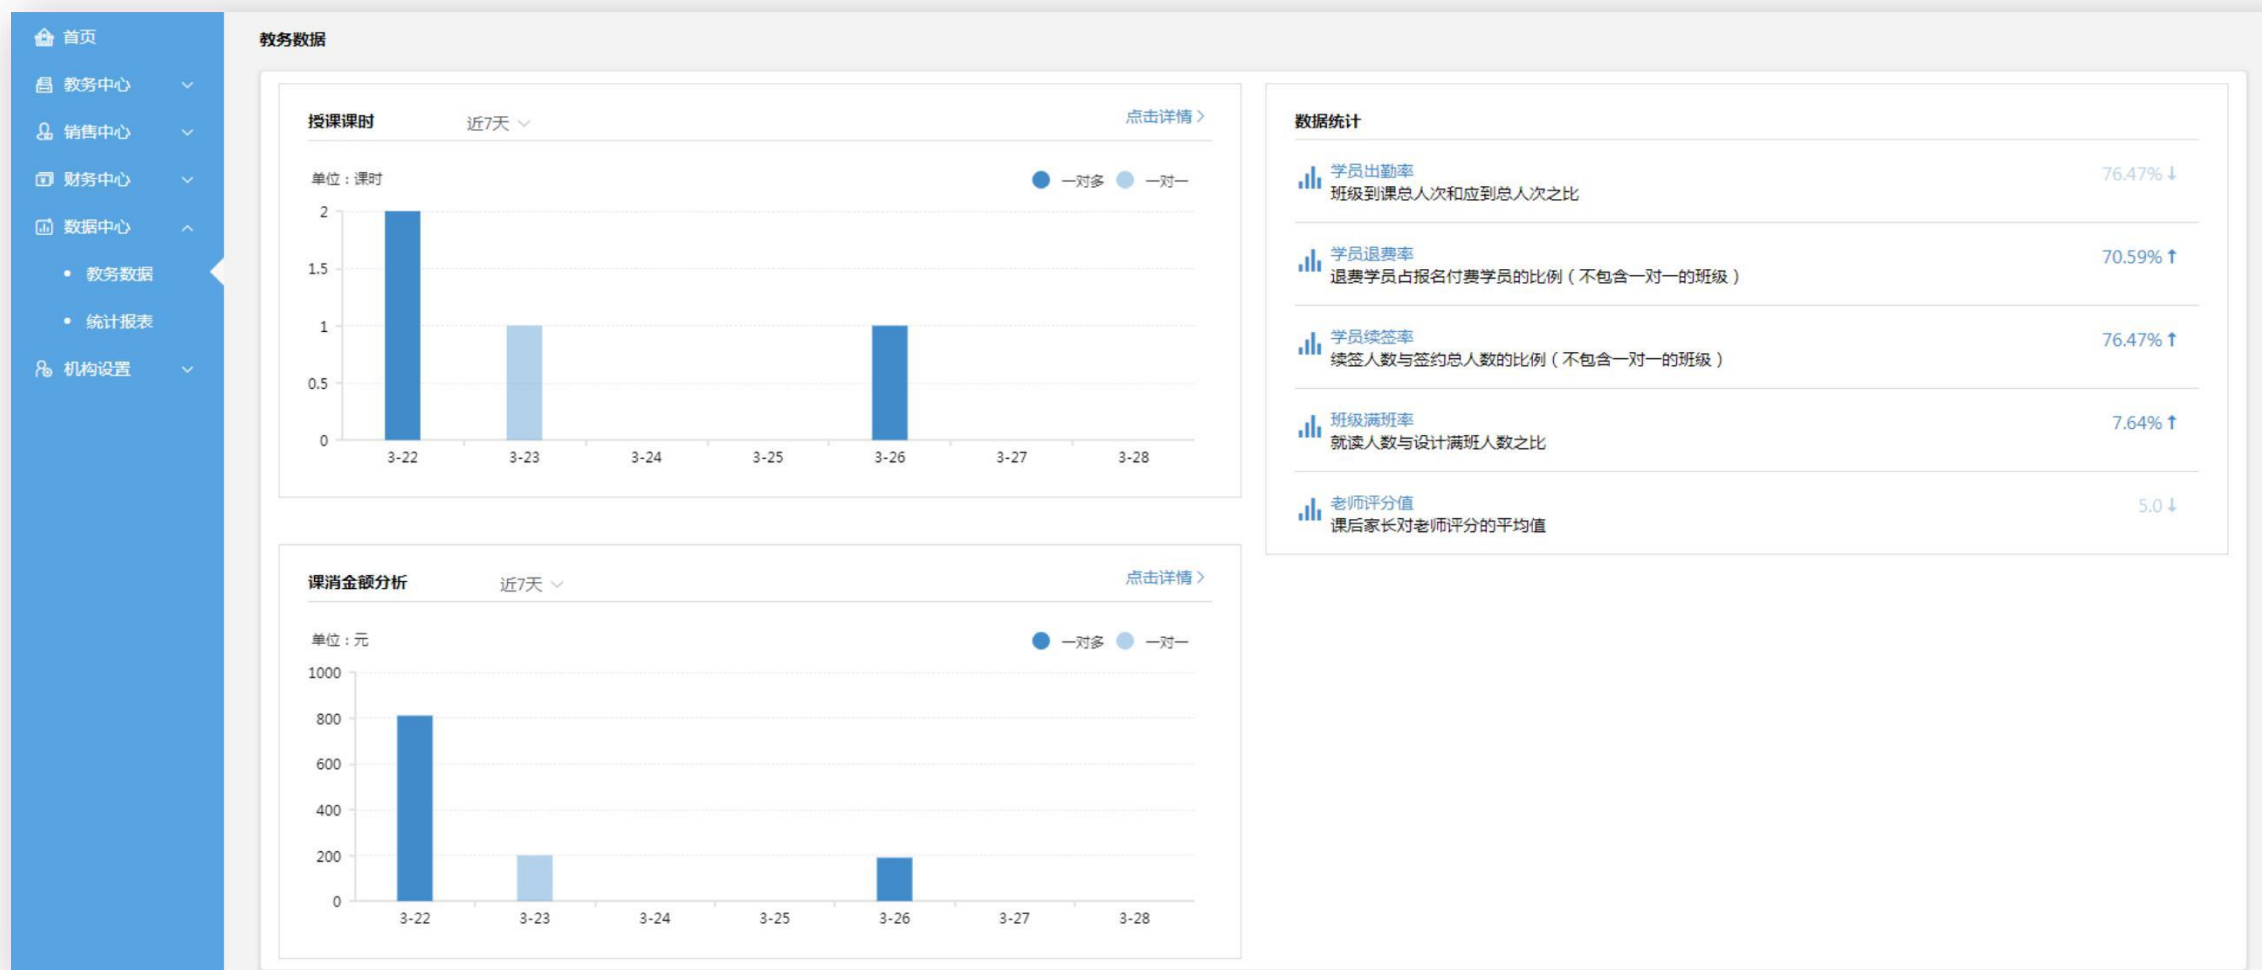 首页
教务中心
销售中心
财务中心
数据中心
教务数据
统计报表
机构设置
教务数据
授课课时
近7天
点击详情
单位：课时
一对多
一对一
2
1.5
1
0.5
0
3-22
3-23
3-24
3-25
3-26
3-27
3-28
课消金额分析
近7天
点击详情
单位：元
一对多
一对一
1000
800
600
400
200
0
3-22
3-23
3-24
3-25
3-26
3-27
3-28
数据统计
学员出勤率
班级到课总人次和应到总人次之比
76.47%↓
学员退费率
退费学员占报名付费学员的比例（不包含一对一的班级）
70.59%↑
学员续签率
续签人数与签约总人数的比例（不包含一对一的班级）
76.47%↑
班级满班率
就读人数与设计满班人数之比
7.64%↑
老师评分值
课后家长对老师评分的平均值
5.0↓